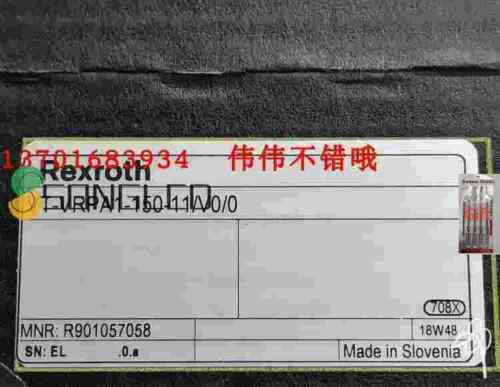 13701683934 伟伟不错哦
Rexroth
T-VRPA1-150-11/V0/0
708X
MNR: R901057058
18W48
SN: EL .0.a
Made in Slovenia